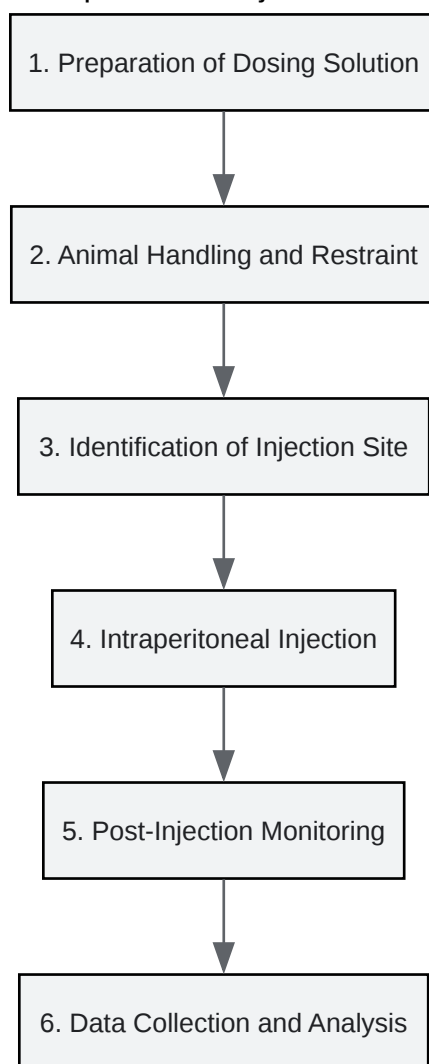 1. Preparation of Dosing Solution
2. Animal Handling and Restraint
3. Identification of Injection Site
4. Intraperitoneal Injection
5. Post-Injection Monitoring
6. Data Collection and Analysis